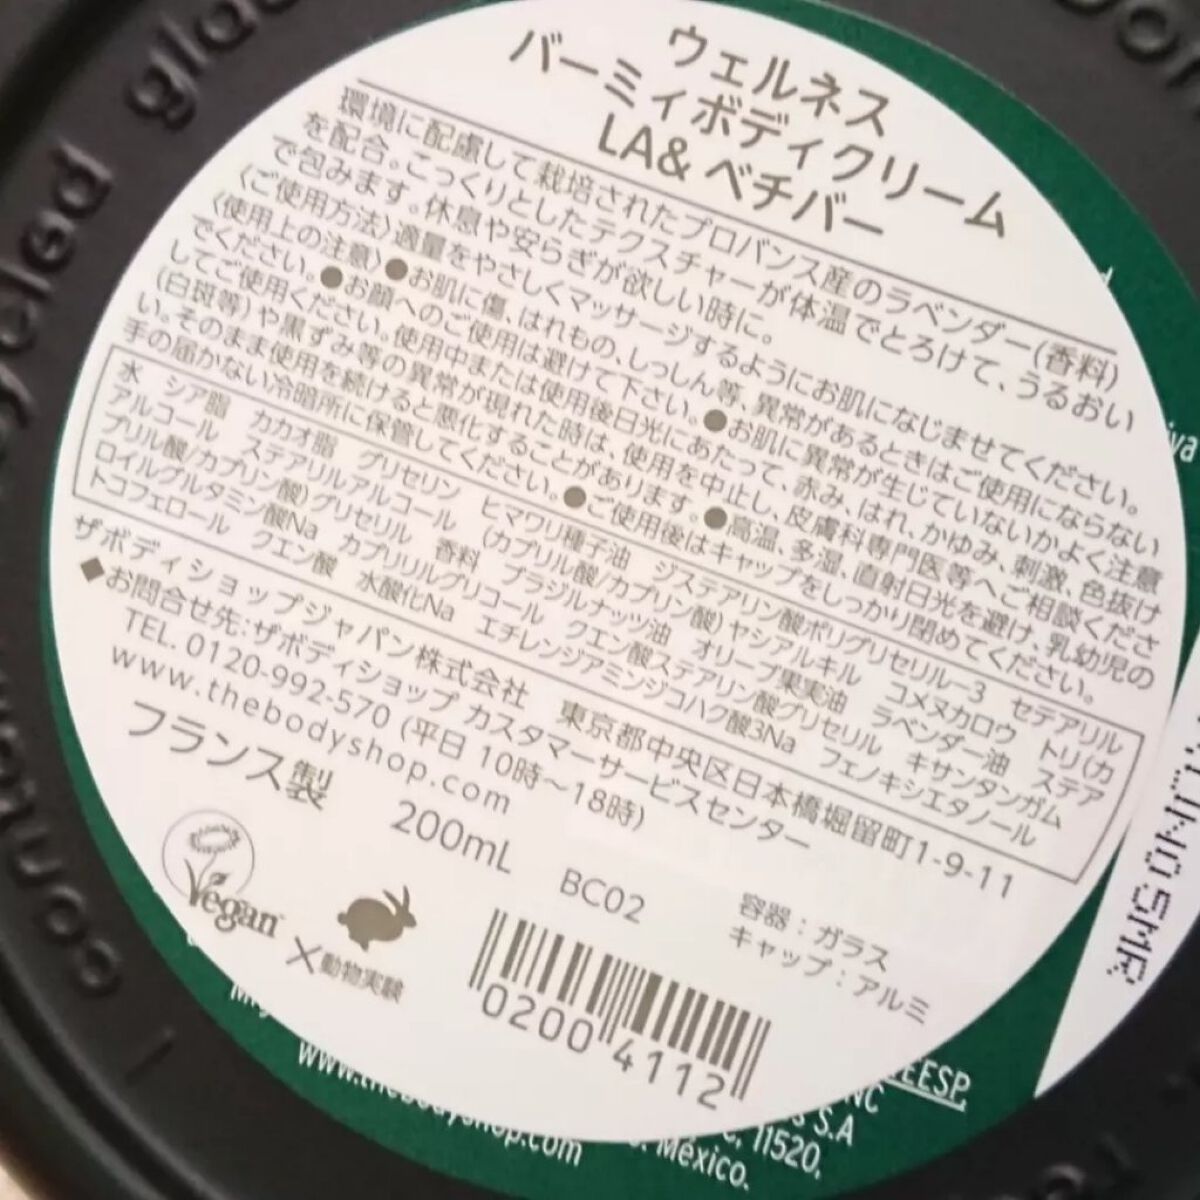 ウェルネス
バーミィボディクリーム
LA& ベチバー
環境に配慮して栽培されたプロバンス産のラベンダー(香料)
を配合。こっくりとしたテクスチャーが体温でとろけて、うるおい
で包みます。休息や安らぎが欲しい時に。
〈ご使用方法〉適量をやさしくマッサージするようにお肌になじませてください。
〈使用上の注意〉●お肌に傷、はれもの、しっしん等、異常があるときはご使用にならない
でください。●お顔へのご使用は避けて下さい。●お肌に異常が生じていないかよく注意
してご使用ください。使用中または使用後日光にあたって、赤み、はれ、かゆみ、刺激、色抜け
(白斑等)や黒ずみ等の異常が現れた時は、使用を中止し、皮膚科専門医等へご相談くださ
い。そのまま使用を続けると悪化することがあります。●高温、多湿、直射日光を避け、乳幼児の
手の届かない冷暗所に保管してください。●ご使用後はキャップをしっかり閉めてください。
水 シア脂 カカオ脂 グリセリン ヒマワリ種子油 ジステアリン酸ポリグリセリル-3 セテアリル
アルコール ステアリルアルコール (カプリル酸/カプリン酸)ヤシアルキル コメヌカロウ トリ(カ
プリル酸/カプリン酸)グリセリル 香料 ブラジルナッツ油 オリーブ果実油 ラベンダー油 ステア
ロイルグルタミン酸Na カプリリルグリコール クエン酸ステアリン酸グリセリル キサンタンガム
トコフェロール クエン酸 水酸化Na エチレンジアミンジコハク酸3Na フェノキシエタノール
ザボディショップジャパン株式会社 東京都中央区日本橋堀留町1-9-11
◆お問合せ先:ザボディショップ カスタマーサービスセンター
TEL. 0120-992-570 (平日 10時〜18時)
www.thebodyshop.com
フランス製 200mL BC02 容器:ガラス
キャップ:アルミ
Vegan
×動物実験
0200 4112
www.thebodyshop.com
S.A
11520,
México.